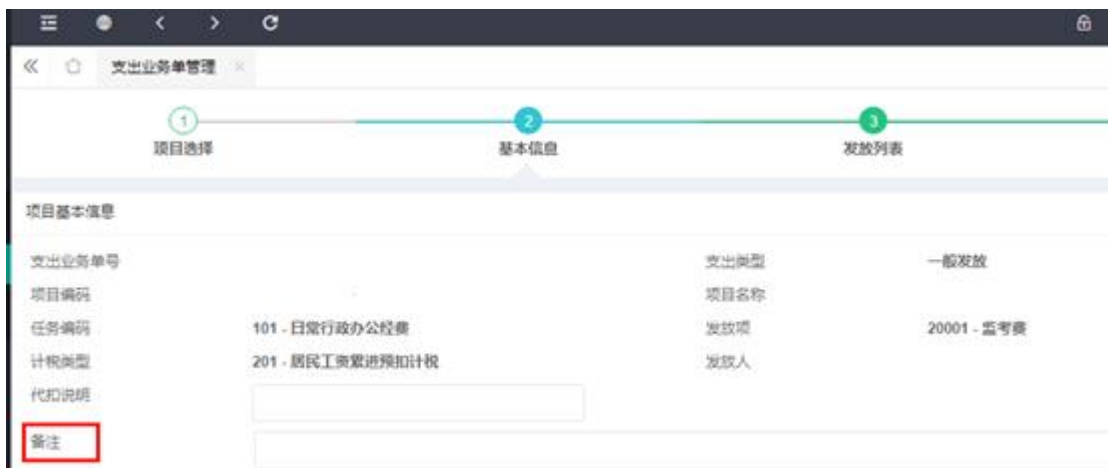 支出业务单管理
1 2 3
项目选择 基本信息 发放列表
项目基本信息
支出业务单号 支出类型 一般发放
项目编码 项目名称
任务编码 101 - 日常行政办公经费 发放项 20001 - 监考费
计税类型 201 - 居民工资累进预扣计税 发放人
代扣说明
备注